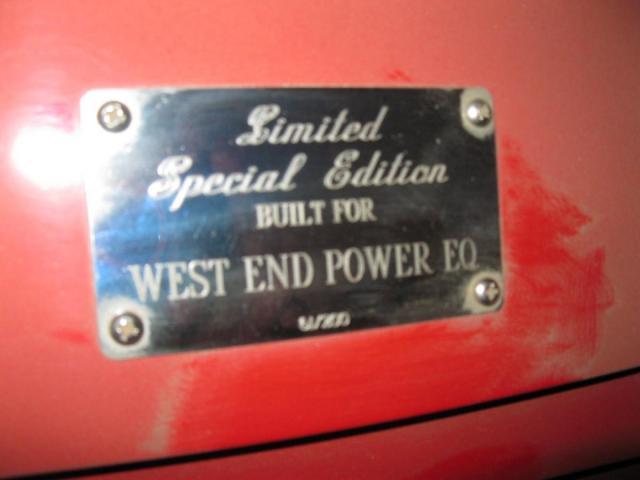 Limited
Special Edition
BUILT FOR
WEST END POWER EQ.